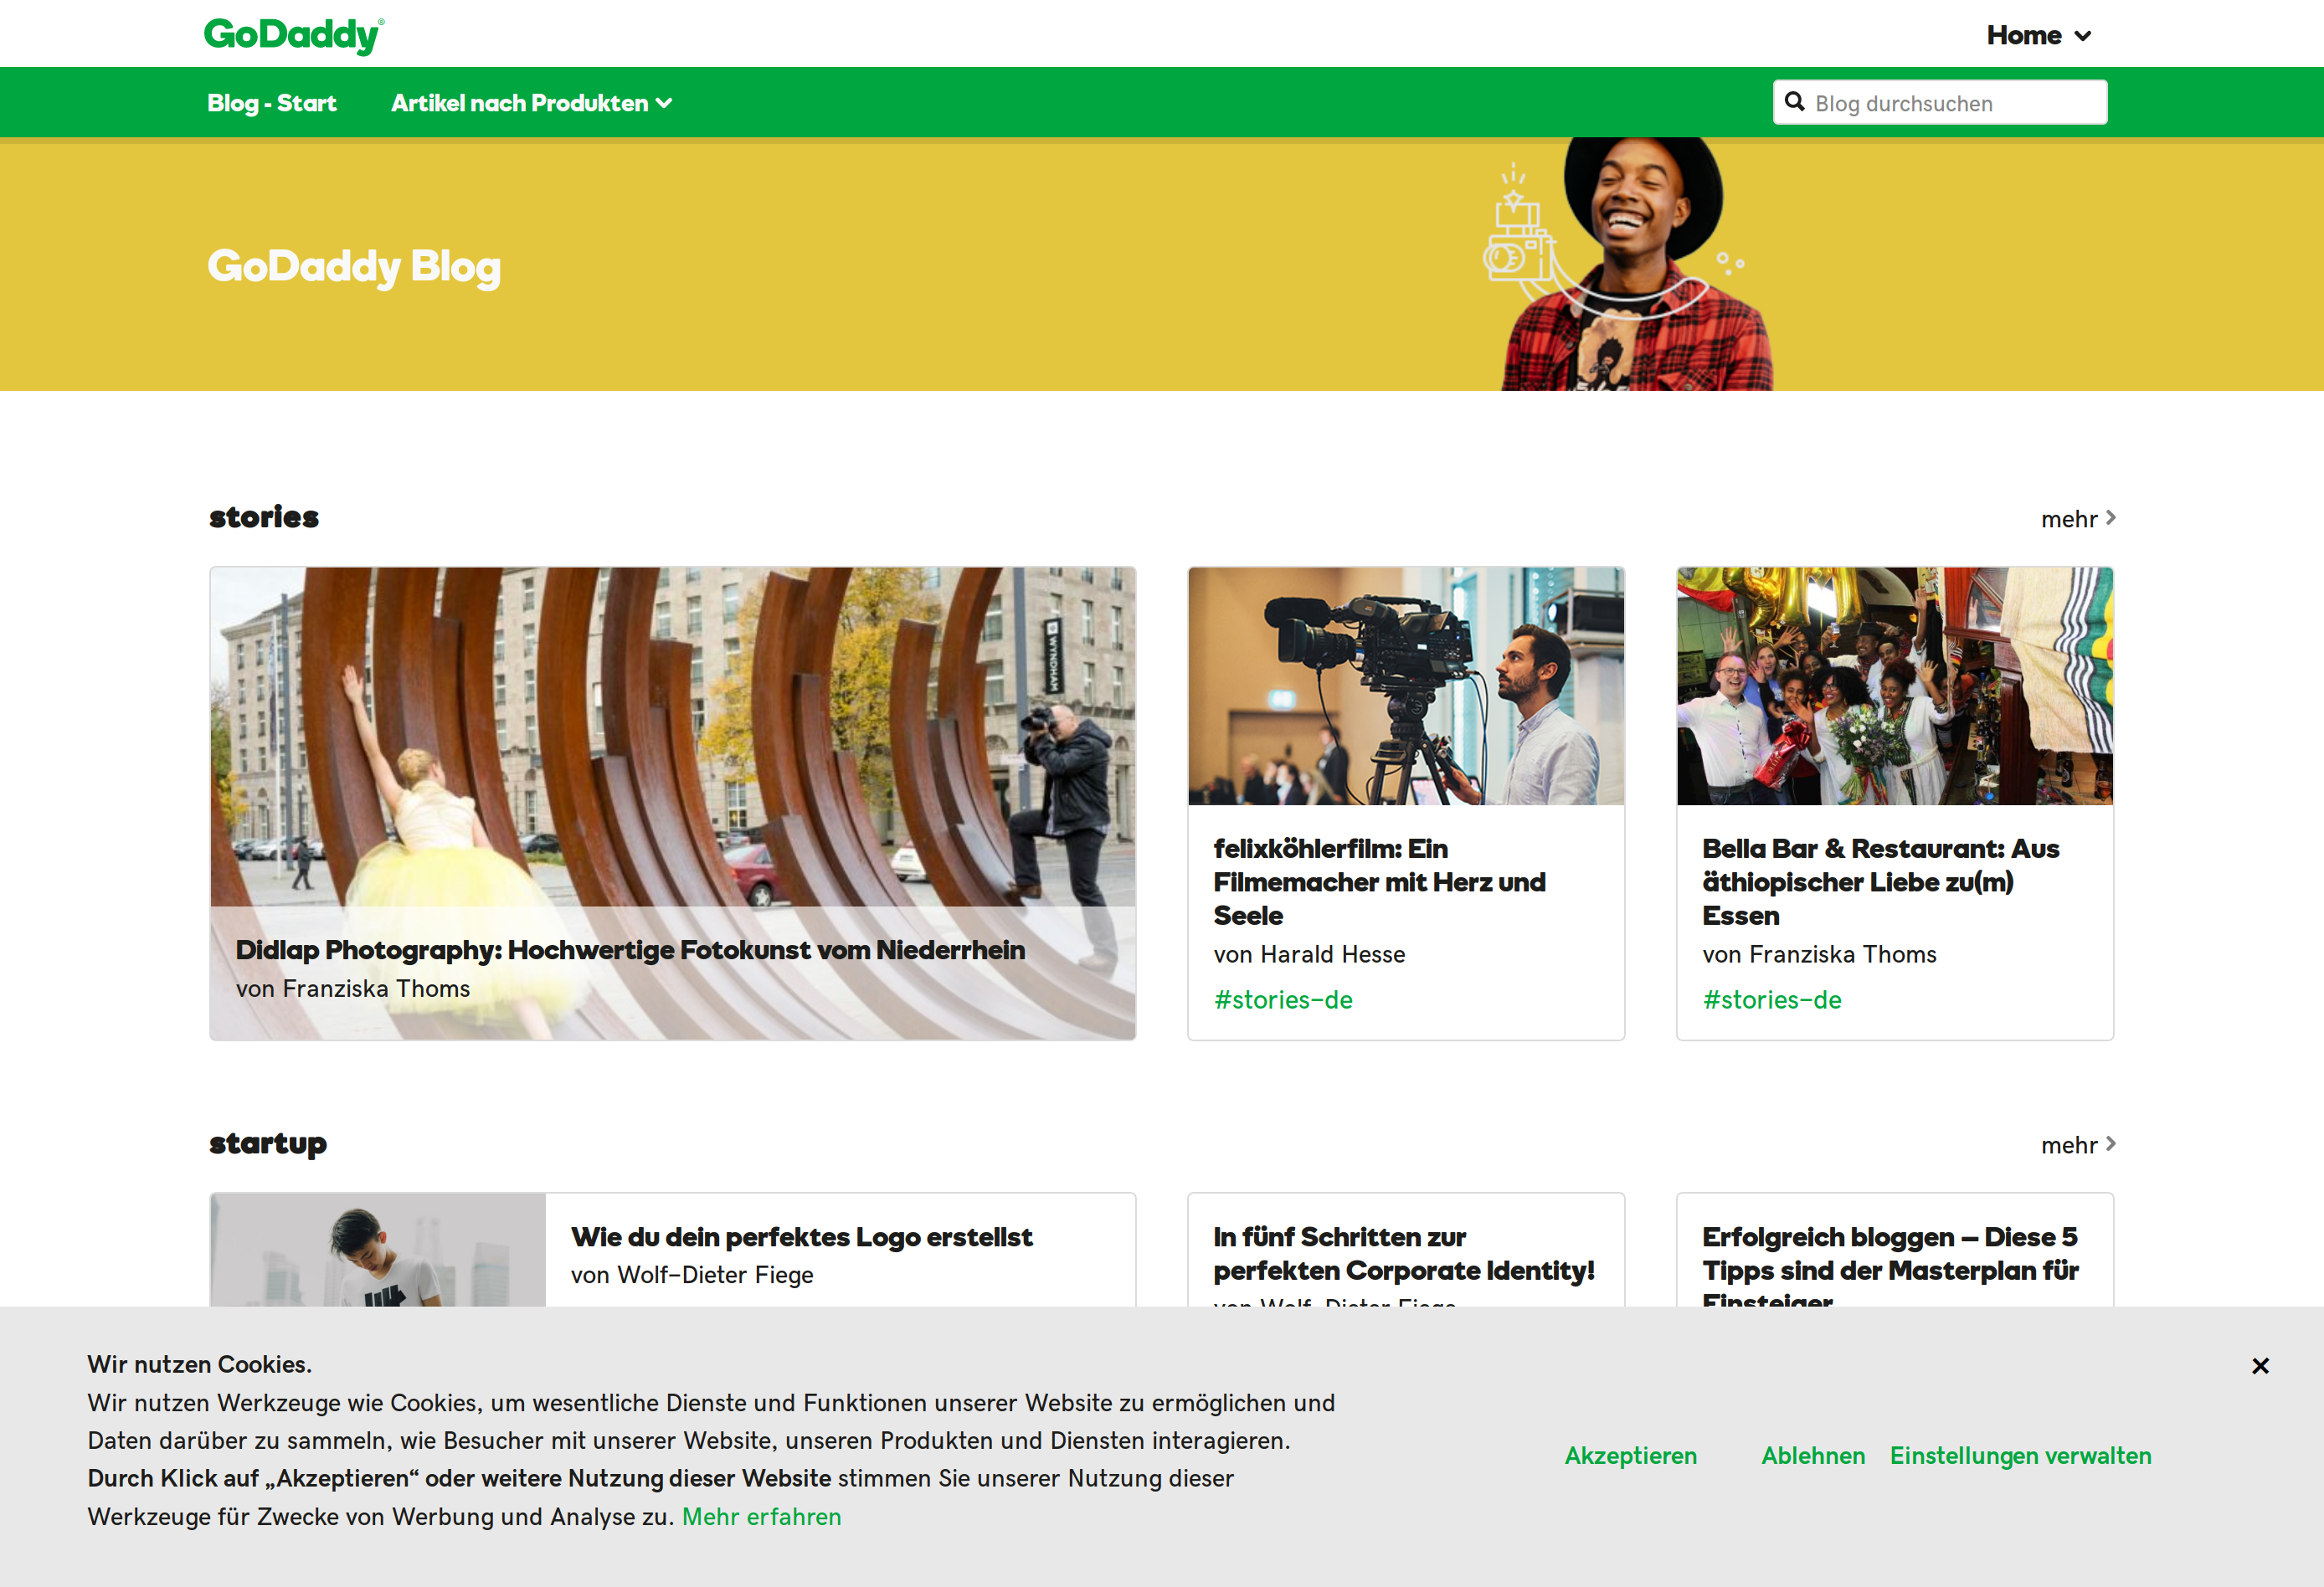 GoDaddy®
Home
Blog - Start
Artikel nach Produkten
Blog durchsuchen
GoDaddy Blog
stories
mehr
WYNDHAM
Didlap Photography: Hochwertige Fotokunst vom Niederrhein
von Franziska Thoms
felixköhlerfilm: Ein
Filmemacher mit Herz und
Seele
von Harald Hesse
#stories-de
Bella Bar & Restaurant: Aus
äthiopischer Liebe zu(m)
Essen
von Franziska Thoms
#stories-de
startup
mehr
Wie du dein perfektes Logo erstellst
von Wolf-Dieter Fiege
In fünf Schritten zur
perfekten Corporate Identity!
von Wolf-Dieter Fiege
Erfolgreich bloggen – Diese 5
Tipps sind der Masterplan für
Einsteiger
Wir nutzen Cookies.
Wir nutzen Werkzeuge wie Cookies, um wesentliche Dienste und Funktionen unserer Website zu ermöglichen und
Daten darüber zu sammeln, wie Besucher mit unserer Website, unseren Produkten und Diensten interagieren.
Durch Klick auf „Akzeptieren“ oder weitere Nutzung dieser Website stimmen Sie unserer Nutzung dieser
Werkzeuge für Zwecke von Werbung und Analyse zu. Mehr erfahren
Akzeptieren
Ablehnen
Einstellungen verwalten